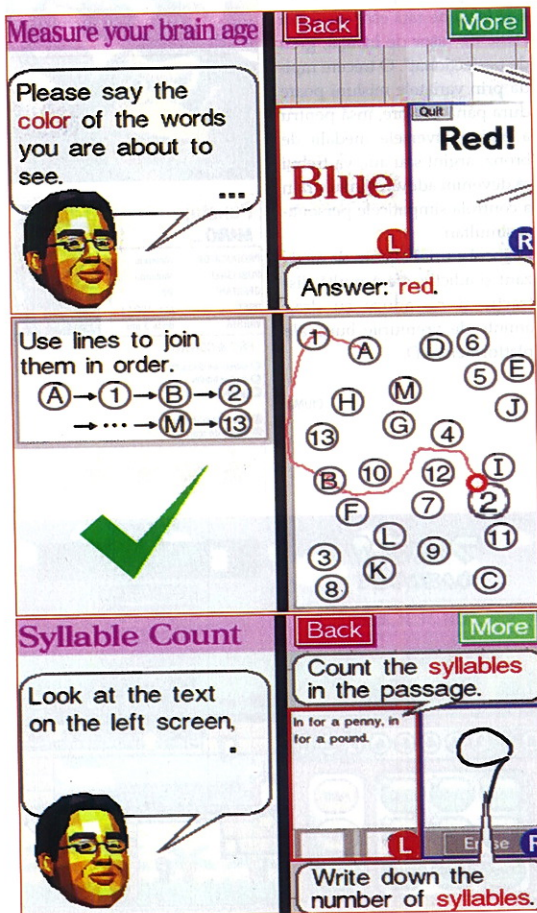 Measure your brain age
Please say the
color of the words
you are about to
see.
...
Back
More
Quit
Blue
Red!
L
R
Answer: red.
Use lines to join
them in order.
A→1→B→2
→...→M→13
1
A
D
6
5
E
H
M
J
13
G
4
B
10
12
I
2
F
7
L
9
11
3
K
8
C
Syllable Count
Look at the text
on the left screen,
.
Back
More
Count the syllables
in the passage.
In for a penny, in
for a pound.
L
Erase
R
Write down the
number of syllables.